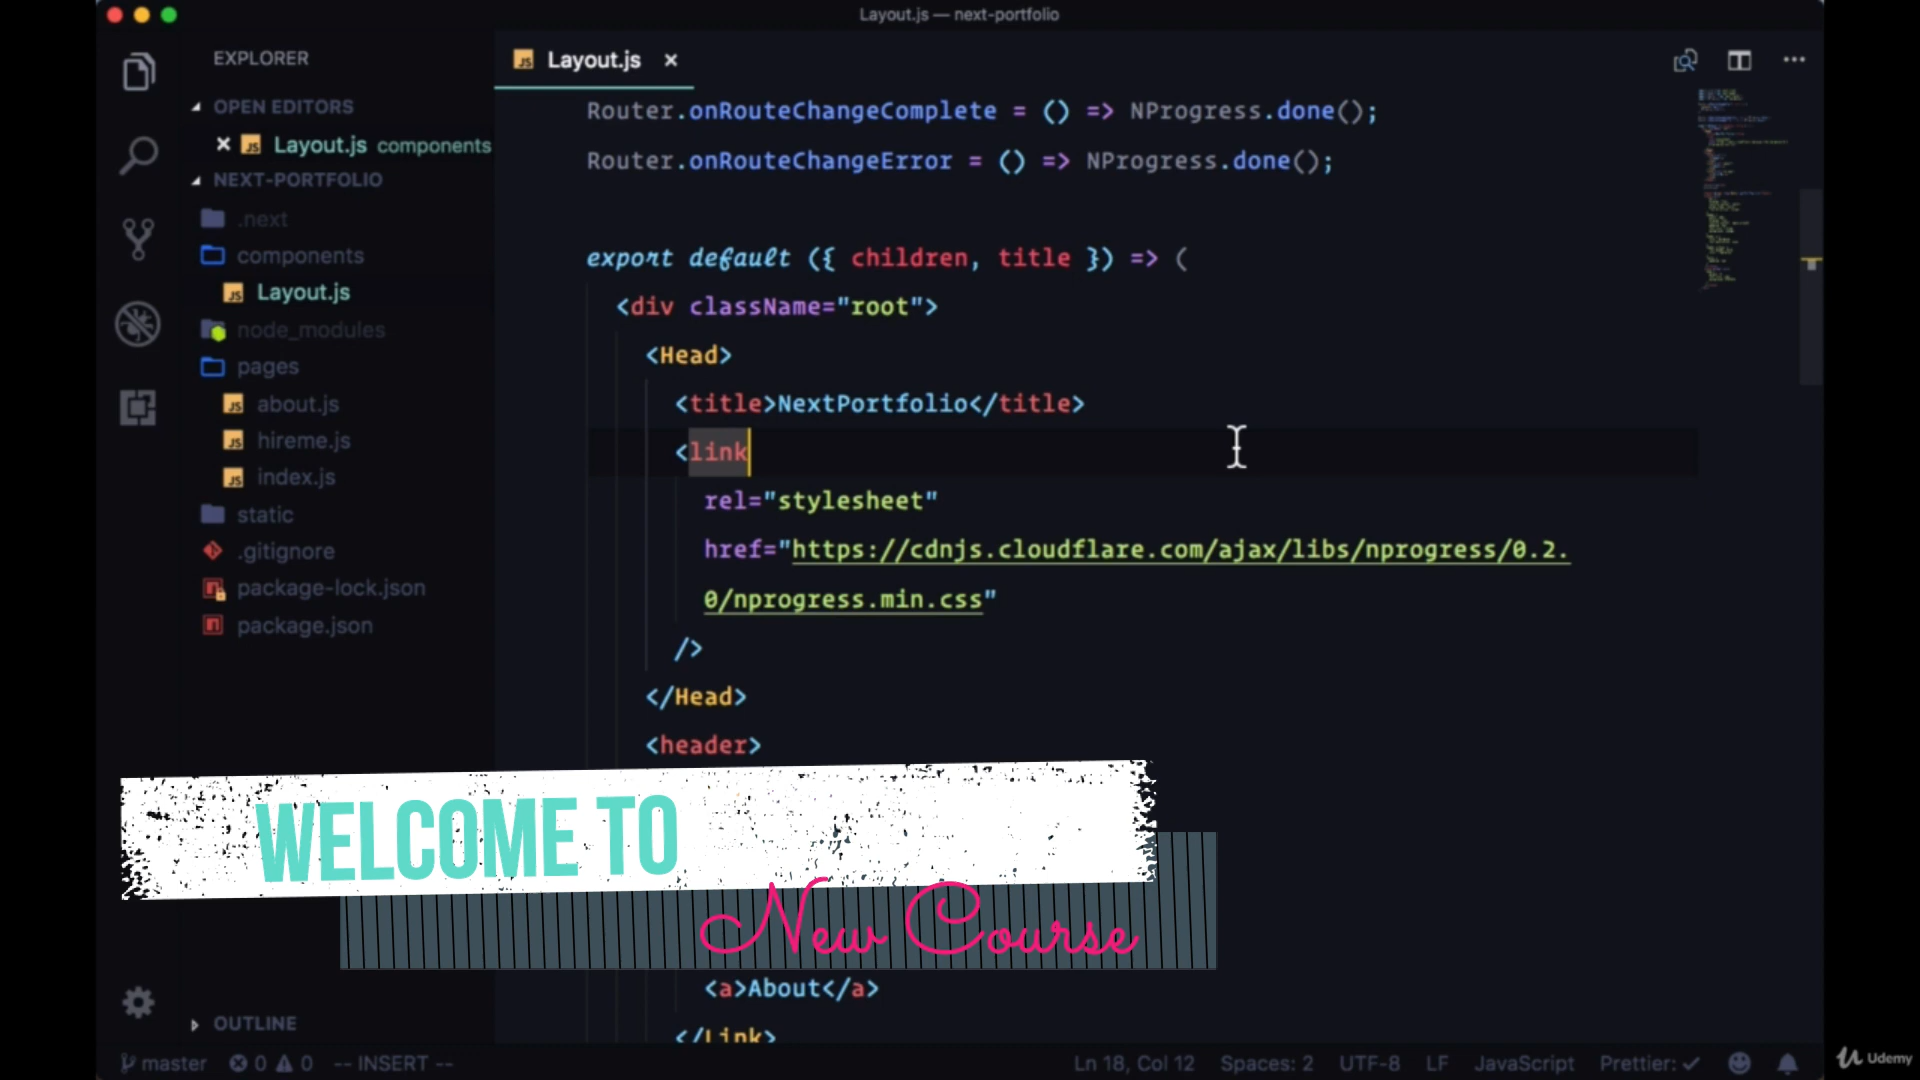 Layout.js — next-portfolio
EXPLORER
OPEN EDITORS
Layout.js components
NEXT-PORTFOLIO
.next
components
Layout.js
node_modules
pages
about.js
hireme.js
index.js
static
.gitignore
package-lock.json
package.json
OUTLINE
Layout.js
Router.onRouteChangeComplete = () => NProgress.done();
Router.onRouteChangeError = () => NProgress.done();
export default ({ children, title }) => (
<div className="root">
<Head>
<title>NextPortfolio</title>
<link
rel="stylesheet"
href="https://cdnjs.cloudflare.com/ajax/libs/nprogress/0.2.
0/nprogress.min.css"
/>
</Head>
<header>
WELCOME TO
New Course
<a>About</a>
</Link>
master 0 0 -- INSERT --
Ln 18, Col 12 Spaces: 2 UTF-8 LF JavaScript Prettier: ✓
Udemy